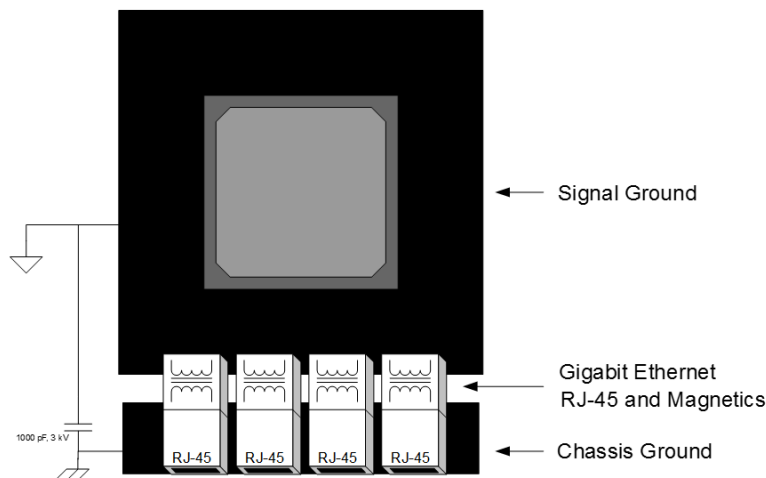 Signal Ground
Gigabit Ethernet
RJ-45 and Magnetics
1000 pF, 3 kV
RJ-45 RJ-45 RJ-45 RJ-45
Chassis Ground